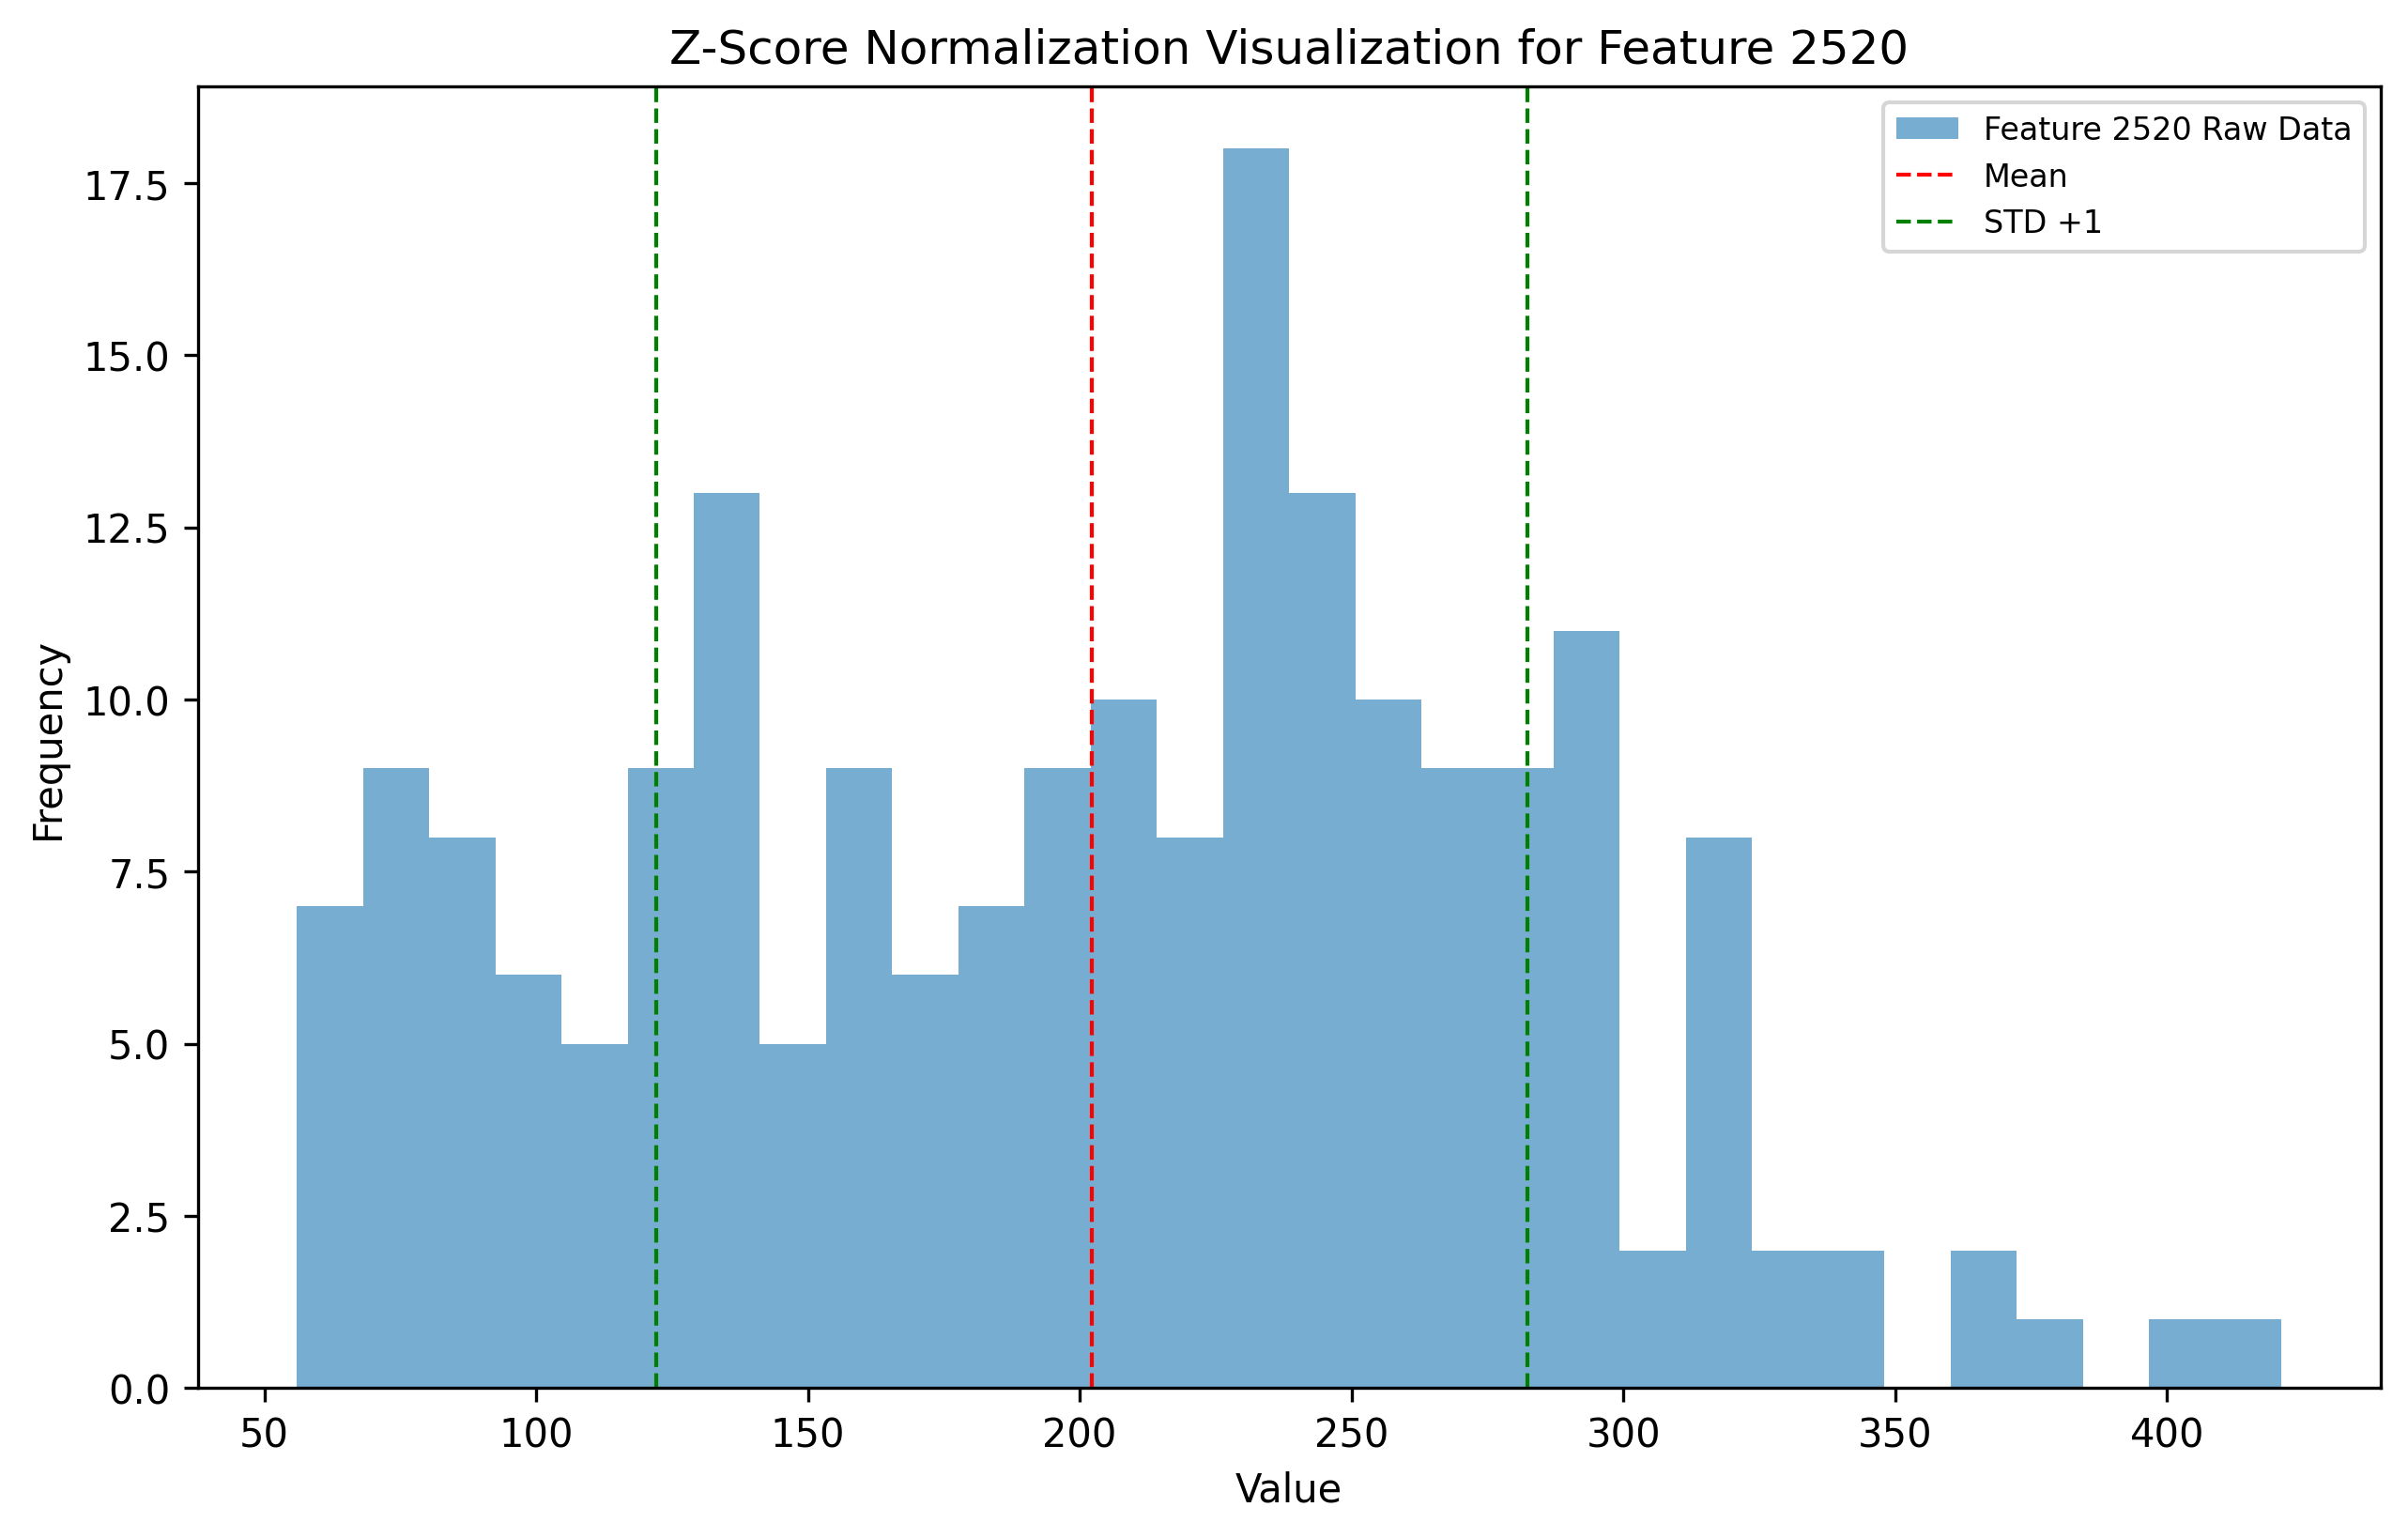 Z-Score Normalization Visualization for Feature 2520
Feature 2520 Raw Data
Mean
STD +1
17.5
15.0
12.5
10.0
7.5
5.0
2.5
0.0
Frequency
50 100 150 200 250 300 350 400
Value